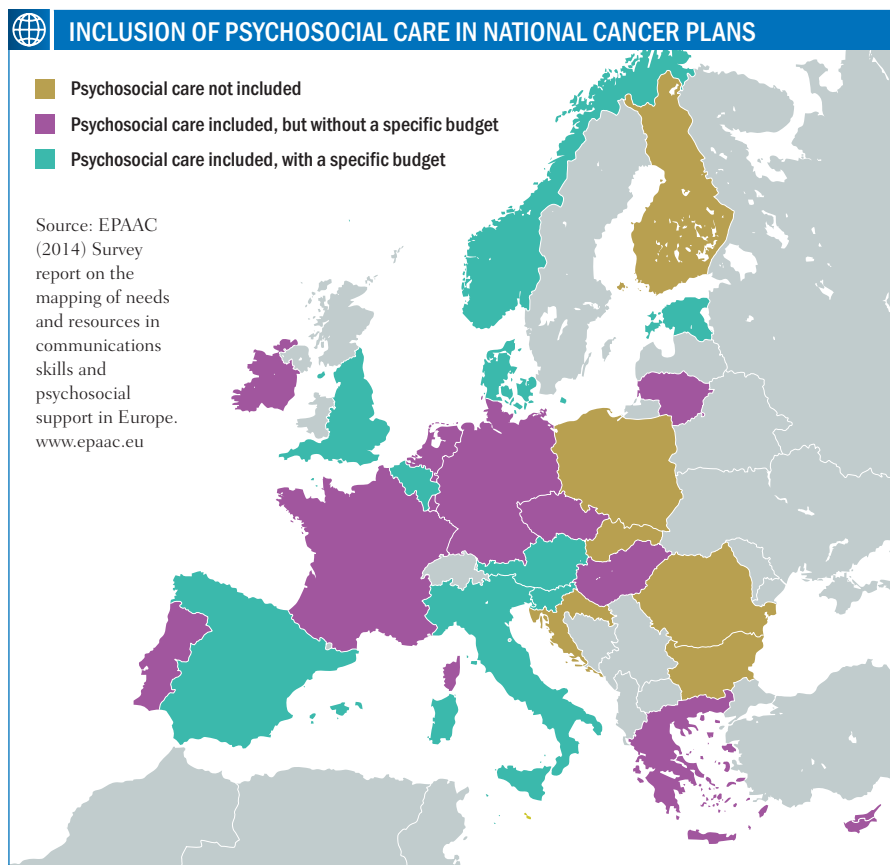 INCLUSION OF PSYCHOSOCIAL CARE IN NATIONAL CANCER PLANS
Psychosocial care not included
Psychosocial care included, but without a specific budget
Psychosocial care included, with a specific budget
Source: EPAAC
(2014) Survey
report on the
mapping of needs
and resources in
communications
skills and
psychosocial
support in Europe.
www.epaac.eu